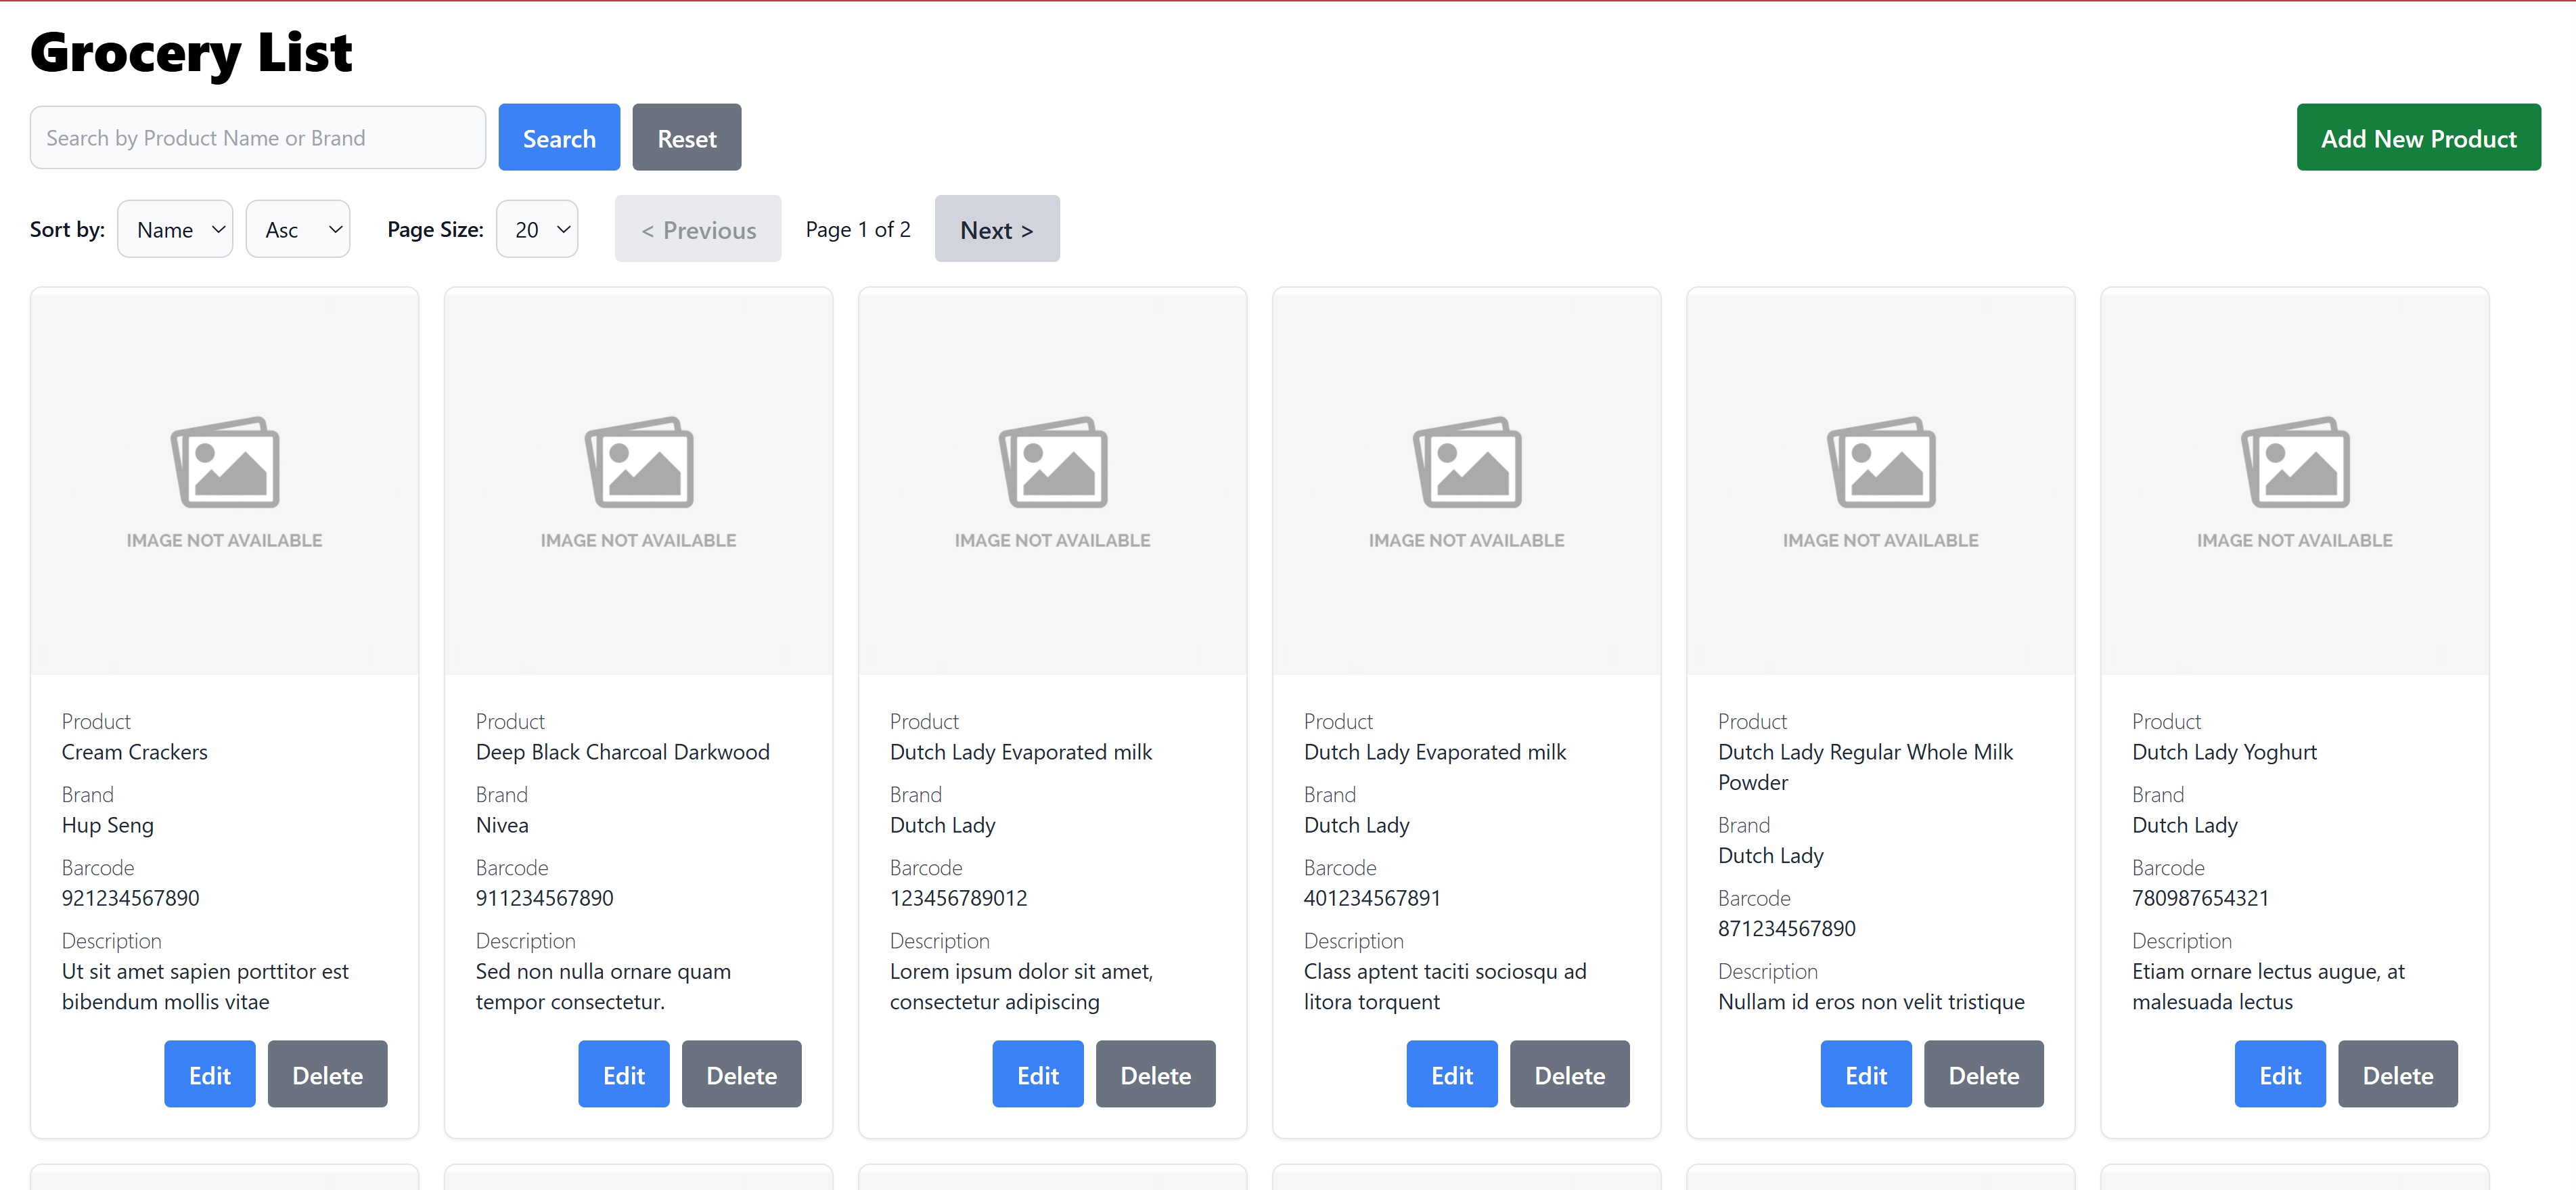 Grocery List
Search by Product Name or Brand
Search
Reset
Add New Product
Sort by:
Name
Asc
Page Size:
20
< Previous
Page 1 of 2
Next >
IMAGE NOT AVAILABLE
Product
Cream Crackers
Brand
Hup Seng
Barcode
921234567890
Description
Ut sit amet sapien porttitor est
bibendum mollis vitae
Edit
Delete
IMAGE NOT AVAILABLE
Product
Deep Black Charcoal Darkwood
Brand
Nivea
Barcode
911234567890
Description
Sed non nulla ornare quam
tempor consectetur.
Edit
Delete
IMAGE NOT AVAILABLE
Product
Dutch Lady Evaporated milk
Brand
Dutch Lady
Barcode
123456789012
Description
Lorem ipsum dolor sit amet,
consectetur adipiscing
Edit
Delete
IMAGE NOT AVAILABLE
Product
Dutch Lady Evaporated milk
Brand
Dutch Lady
Barcode
401234567891
Description
Class aptent taciti sociosqu ad
litora torquent
Edit
Delete
IMAGE NOT AVAILABLE
Product
Dutch Lady Regular Whole Milk
Powder
Brand
Dutch Lady
Barcode
871234567890
Description
Nullam id eros non velit tristique
Edit
Delete
IMAGE NOT AVAILABLE
Product
Dutch Lady Yoghurt
Brand
Dutch Lady
Barcode
780987654321
Description
Etiam ornare lectus augue, at
malesuada lectus
Edit
Delete